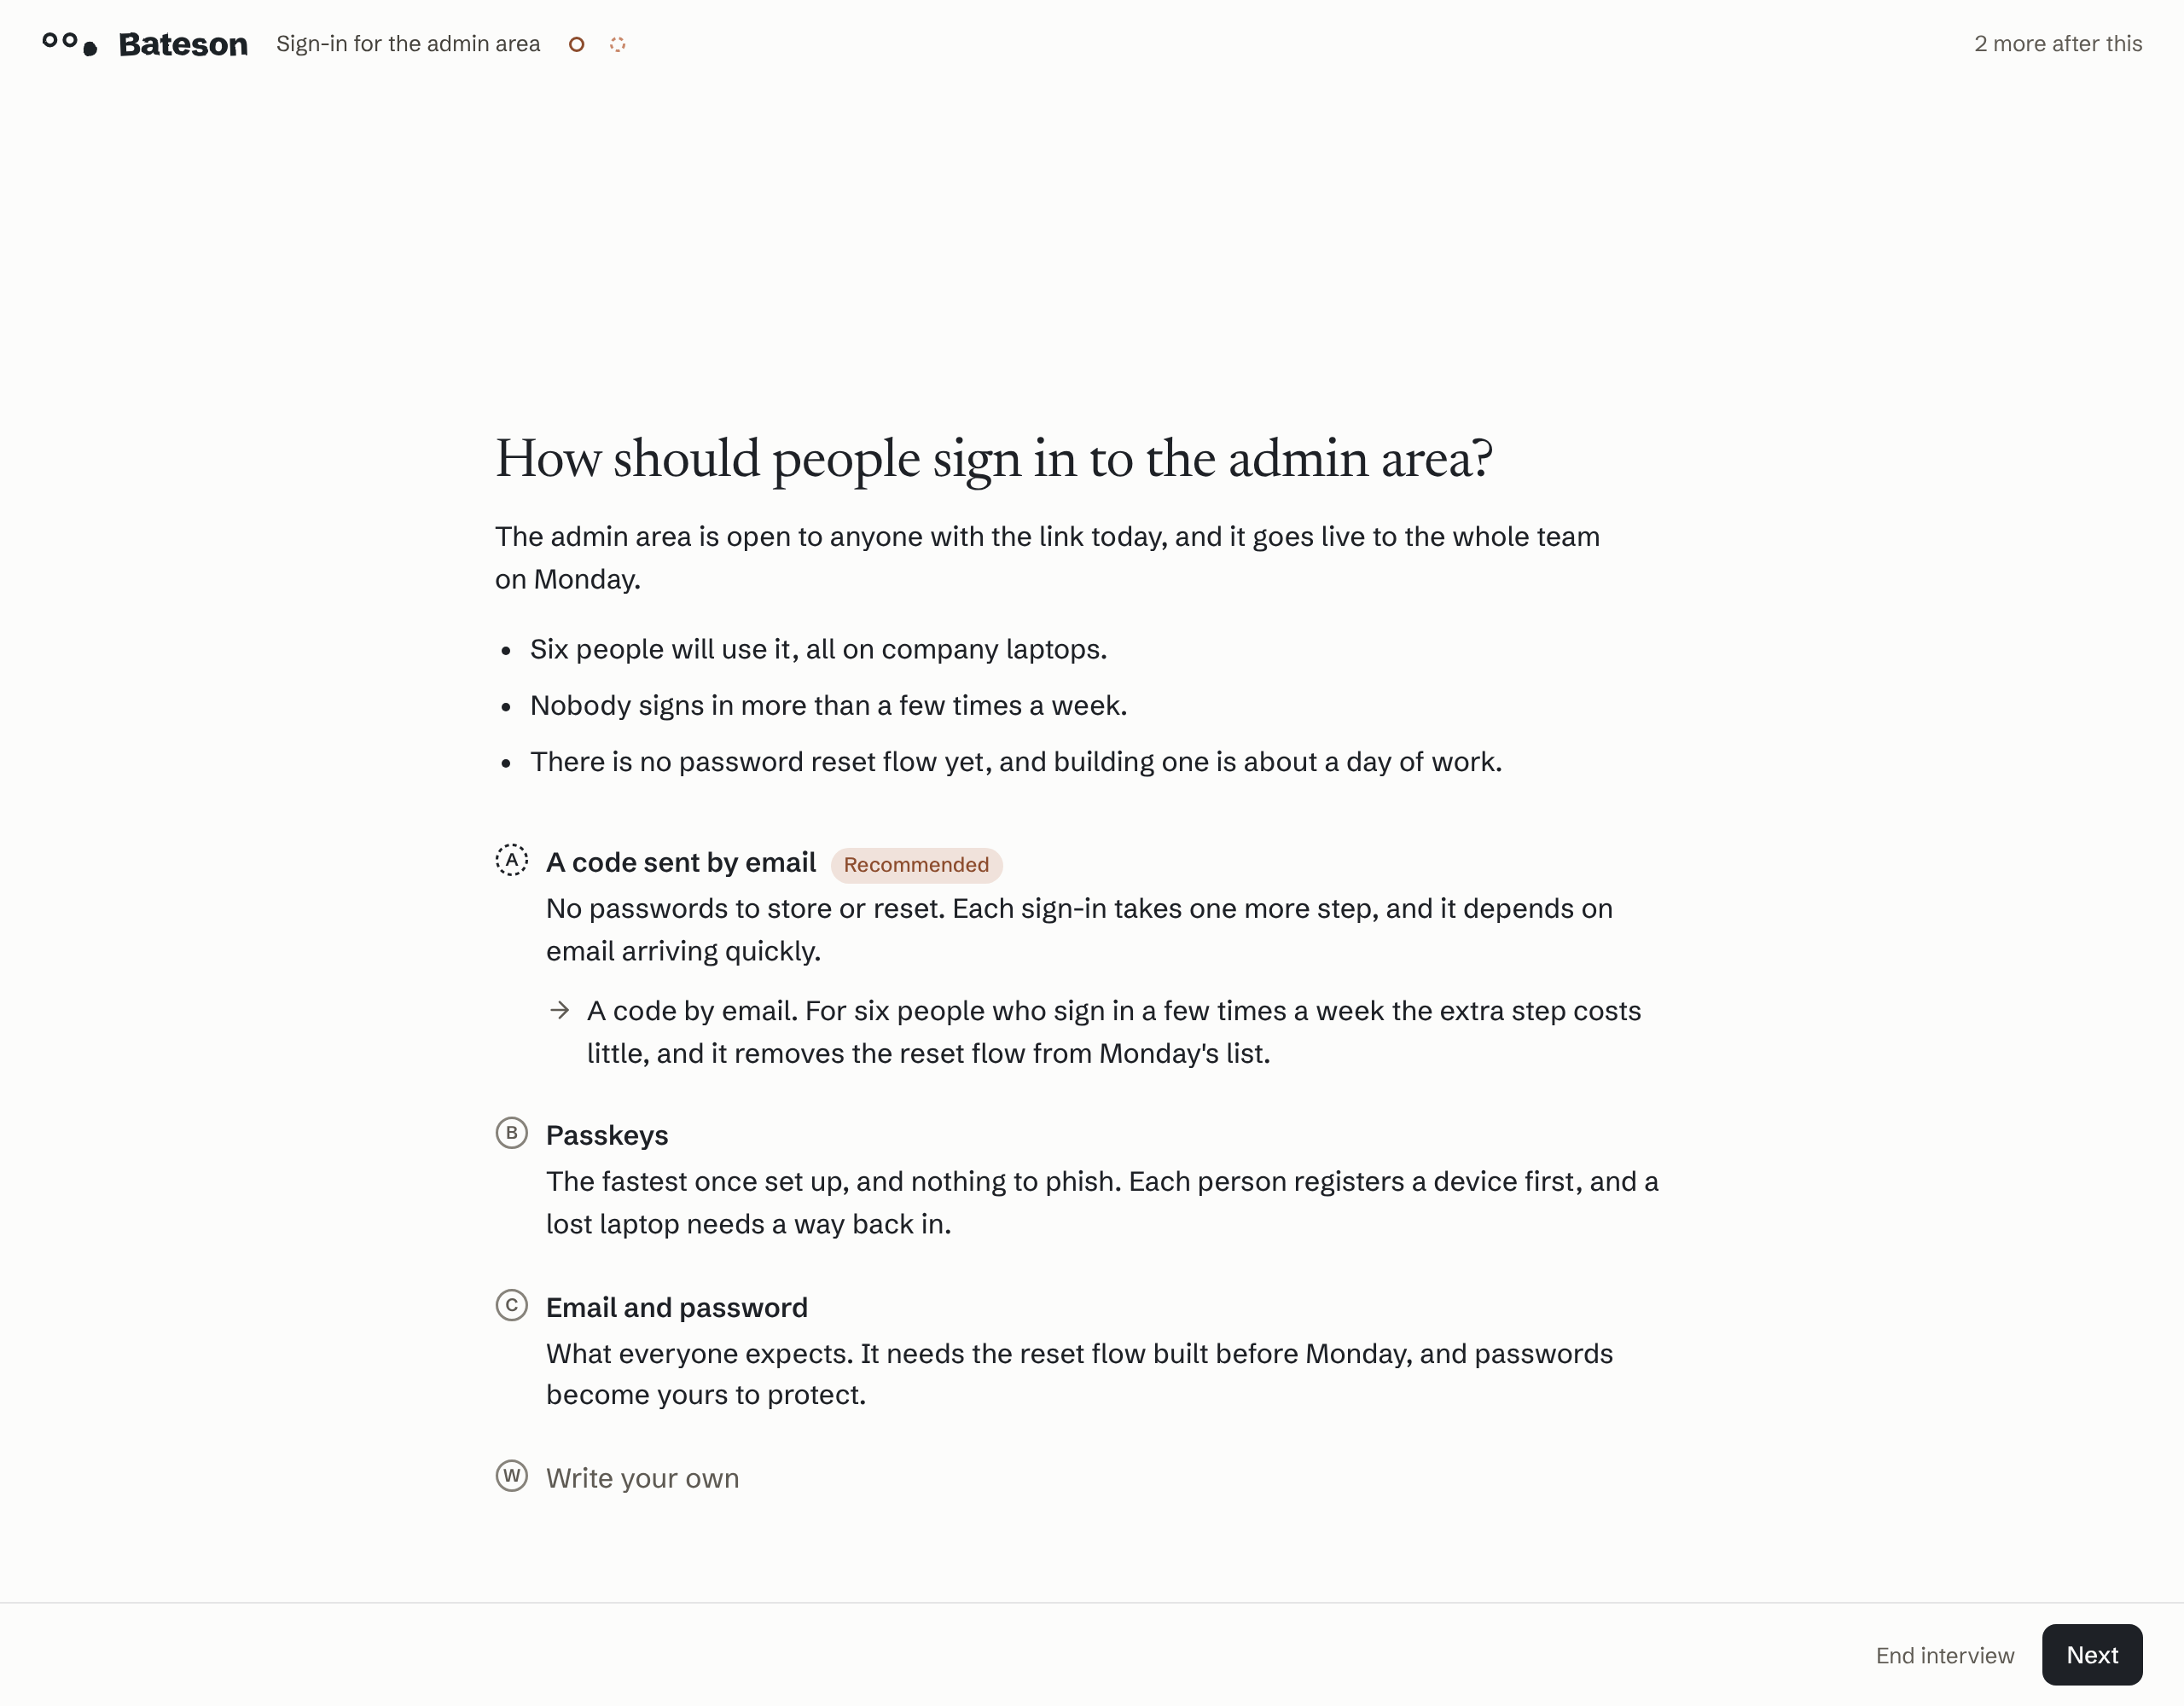 Bateson
Sign-in for the admin area
2 more after this
How should people sign in to the admin area?
The admin area is open to anyone with the link today, and it goes live to the whole team
on Monday.
• Six people will use it, all on company laptops.
• Nobody signs in more than a few times a week.
• There is no password reset flow yet, and building one is about a day of work.
A A code sent by email Recommended
No passwords to store or reset. Each sign-in takes one more step, and it depends on
email arriving quickly.
→ A code by email. For six people who sign in a few times a week the extra step costs
little, and it removes the reset flow from Monday's list.
B Passkeys
The fastest once set up, and nothing to phish. Each person registers a device first, and a
lost laptop needs a way back in.
C Email and password
What everyone expects. It needs the reset flow built before Monday, and passwords
become yours to protect.
W Write your own
End interview
Next